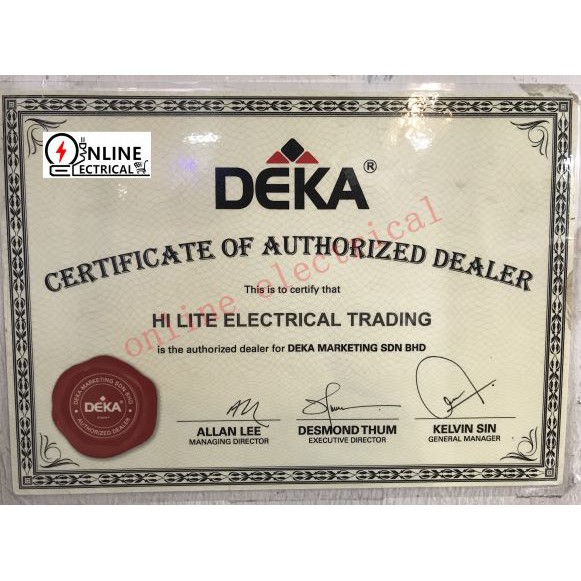 ONLINE
ELECTRICAL
DEKA®
CERTIFICATE OF AUTHORIZED DEALER
This is to certify that
HI LITE ELECTRICAL TRADING
is the authorized dealer for DEKA MARKETING SDN BHD
online electrical
DEKA MARKETING SDN BHD
DEKA
AUTHORIZED DEALER
ALLAN LEE
MANAGING DIRECTOR
DESMOND THUM
EXECUTIVE DIRECTOR
KELVIN SIN
GENERAL MANAGER